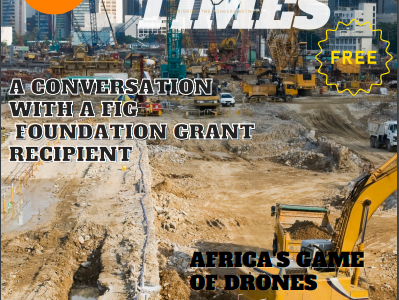 TIMES
FREE
A CONVERSATION
WITH A FIG
FOUNDATION GRANT
RECIPIENT
AFRICA'S GAME
OF DRONES